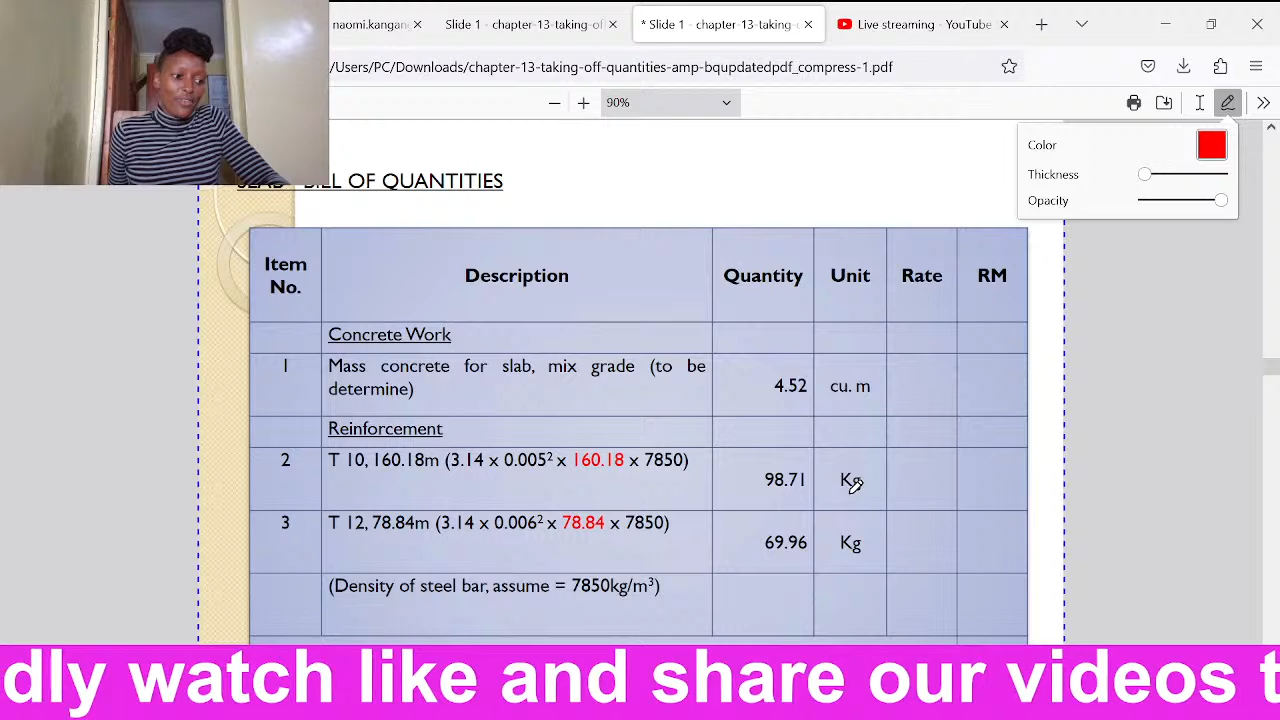 naomi.kangan
Slide 1 - chapter-13-taking-of
* Slide 1 - chapter-13-taking-
Live streaming - YouTube
/Users/PC/Downloads/chapter-13-taking-off-quantities-amp-bqupdatedpdf_compress-1.pdf
90%
Color
Thickness
Opacity
SLAB - BILL OF QUANTITIES
Item No. Description Quantity Unit Rate RM
Concrete Work
1 Mass concrete for slab, mix grade (to be
determine) 4.52 cu. m
Reinforcement
2 T 10, 160.18m (3.14 x 0.005² x 160.18 x 7850)
98.71 Kg
3 T 12, 78.84m (3.14 x 0.006² x 78.84 x 7850)
69.96 Kg
(Density of steel bar, assume = 7850kg/m³)
dly watch like and share our videos t